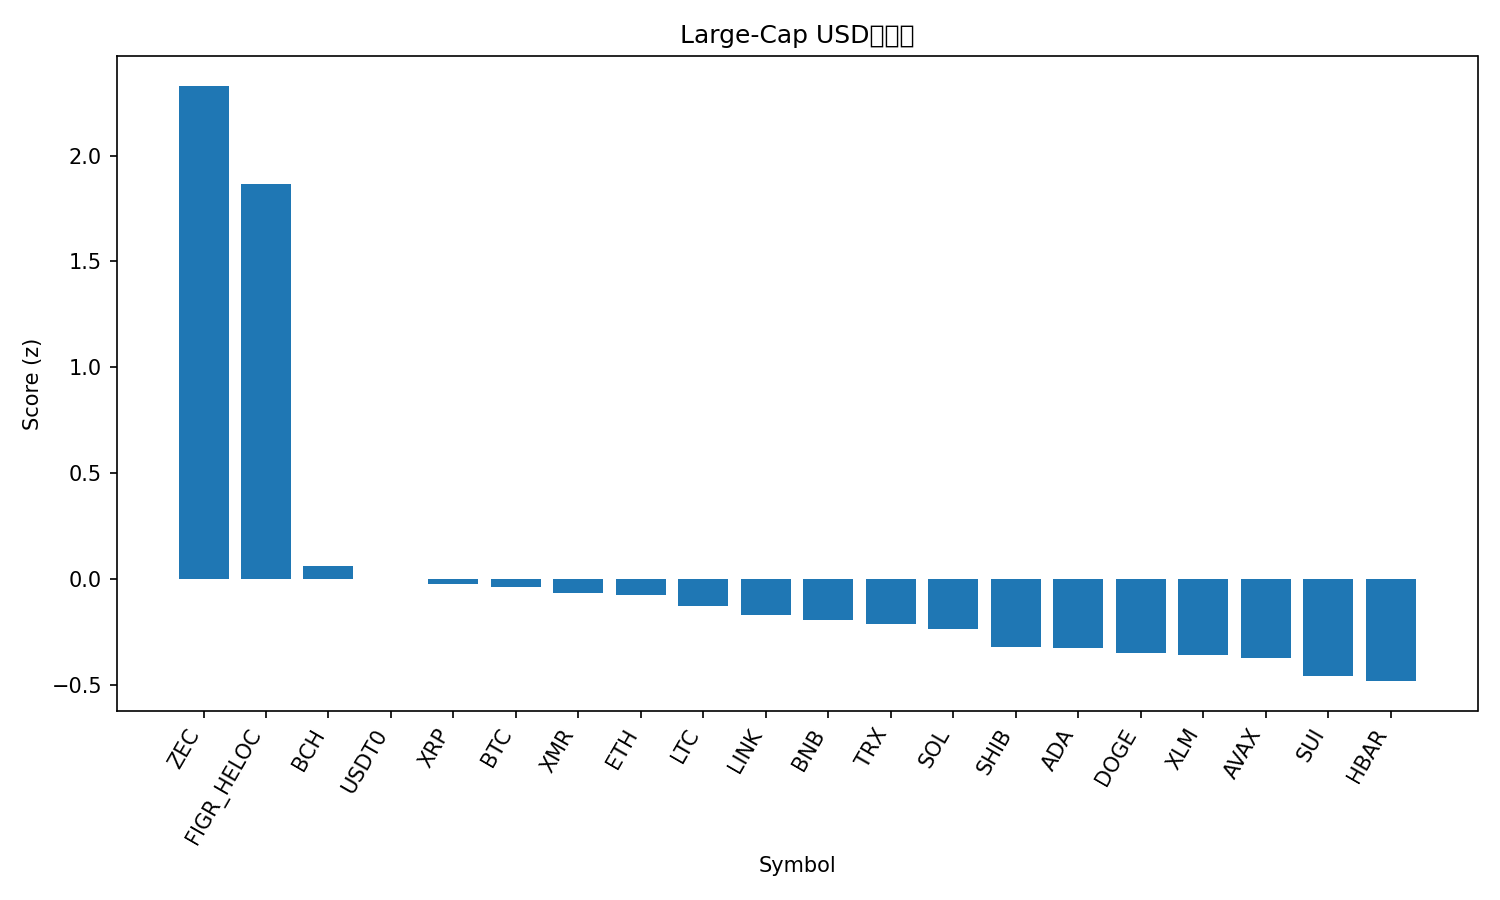 Large-Cap USD
Score (z)
2.0
1.5
1.0
0.5
0.0
−0.5
ZEC
FIGR_HELOC
BCH
USDT0
XRP
BTC
XMR
ETH
LTC
LINK
BNB
TRX
SOL
SHIB
ADA
DOGE
XLM
AVAX
SUI
HBAR
Symbol